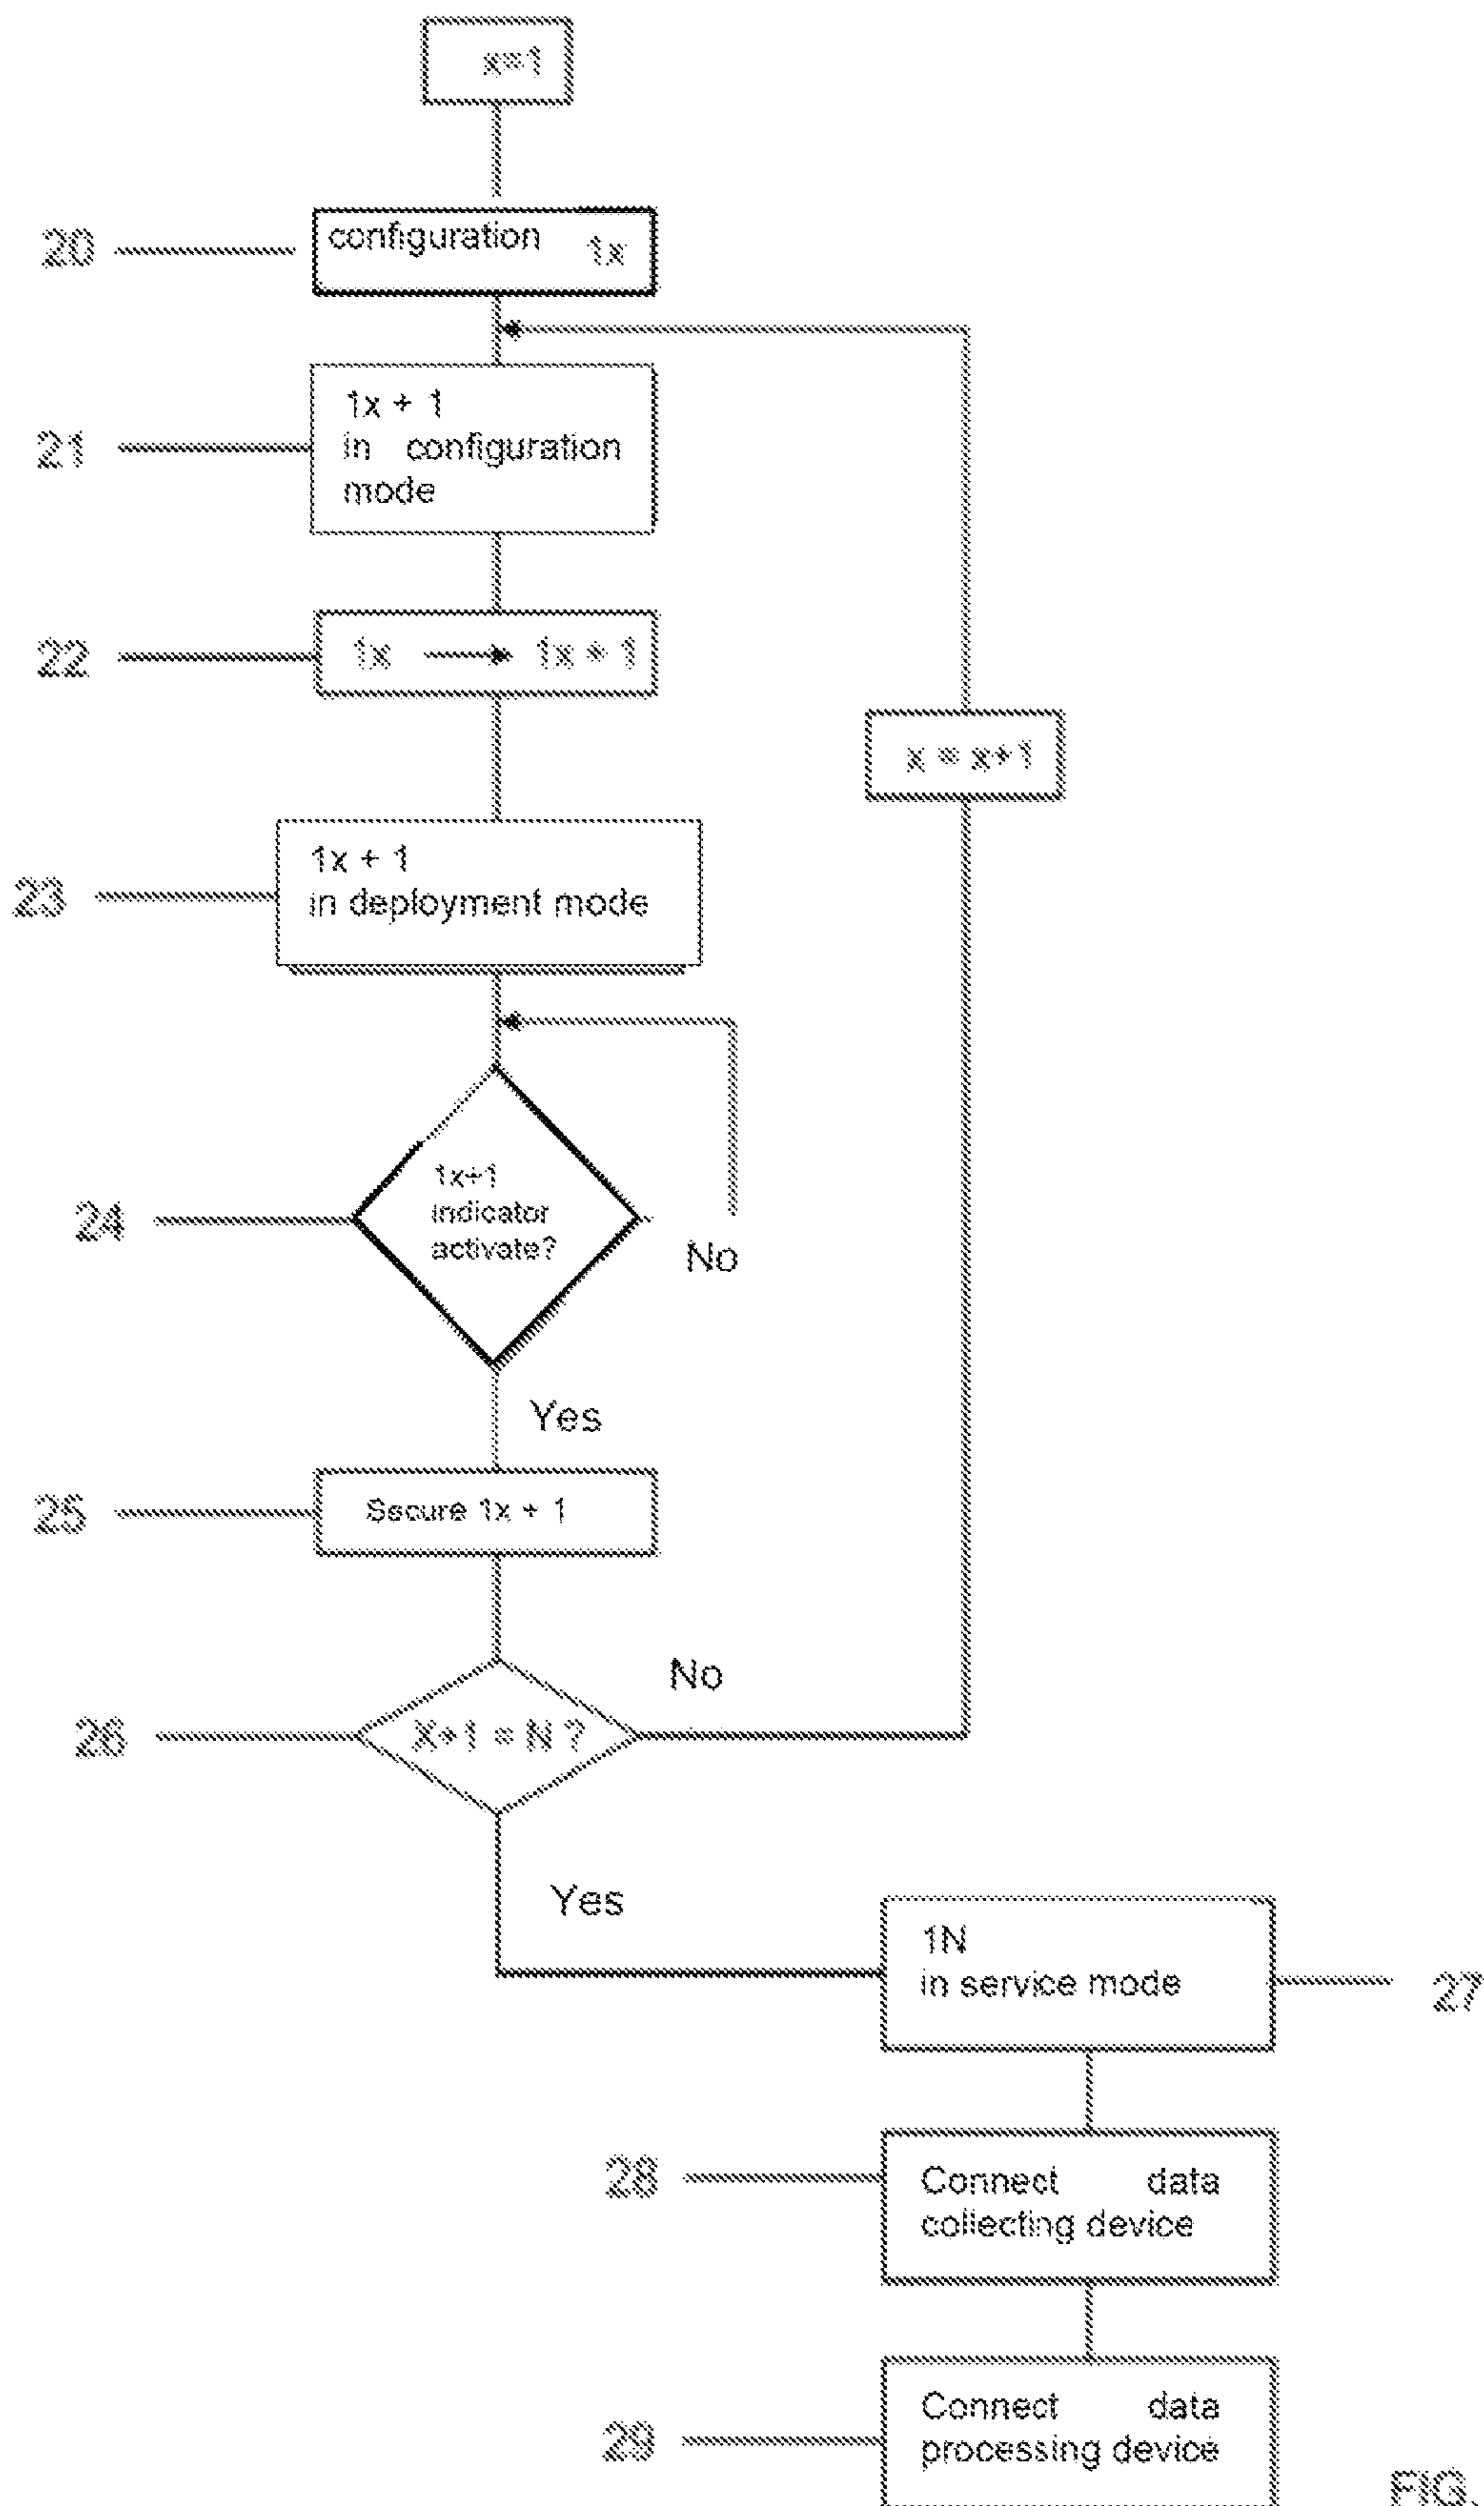 x=1
20
configuration 1x
21
1x + 1
in configuration
mode
22
1x → 1x + 1
x = x+1
23
1x + 1
in deployment mode
24
1x+1
indicator
activate?
No
Yes
25
Secure 1x + 1
No
26
X+1 = N ?
Yes
1N
in service mode
27
28
Connect data
collecting device
29
Connect data
processing device
FIG.